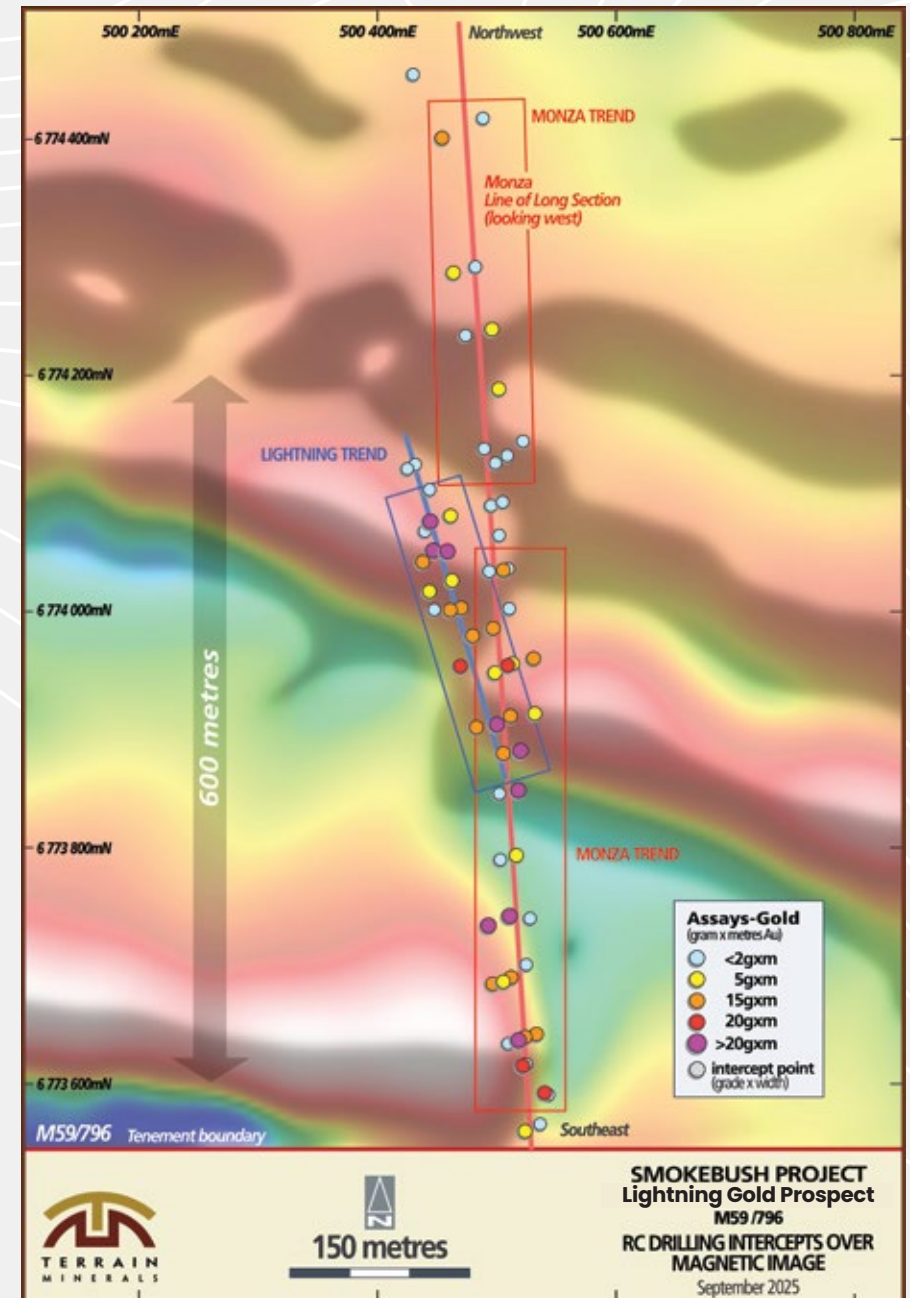 500 200mE
500 400mE
Northwest
500 600mE
500 800mE
MONZA TREND
6 774 400mN
Monza
Line of Long Section
(looking west)
6 774 200mN
LIGHTNING TREND
6 774 000mN
600 metres
6 773 800mN
MONZA TREND
Assays-Gold
(gram x metres Au)
<2gxm
5gxm
15gxm
20gxm
>20gxm
intercept point
(grade x width)
6 773 600mN
M59/796 Tenement boundary
Southeast
TERRAIN
MINERALS
N
150 metres
SMOKEBUSH PROJECT
Lightning Gold Prospect
M59 /796
RC DRILLING INTERCEPTS OVER
MAGNETIC IMAGE
September 2025